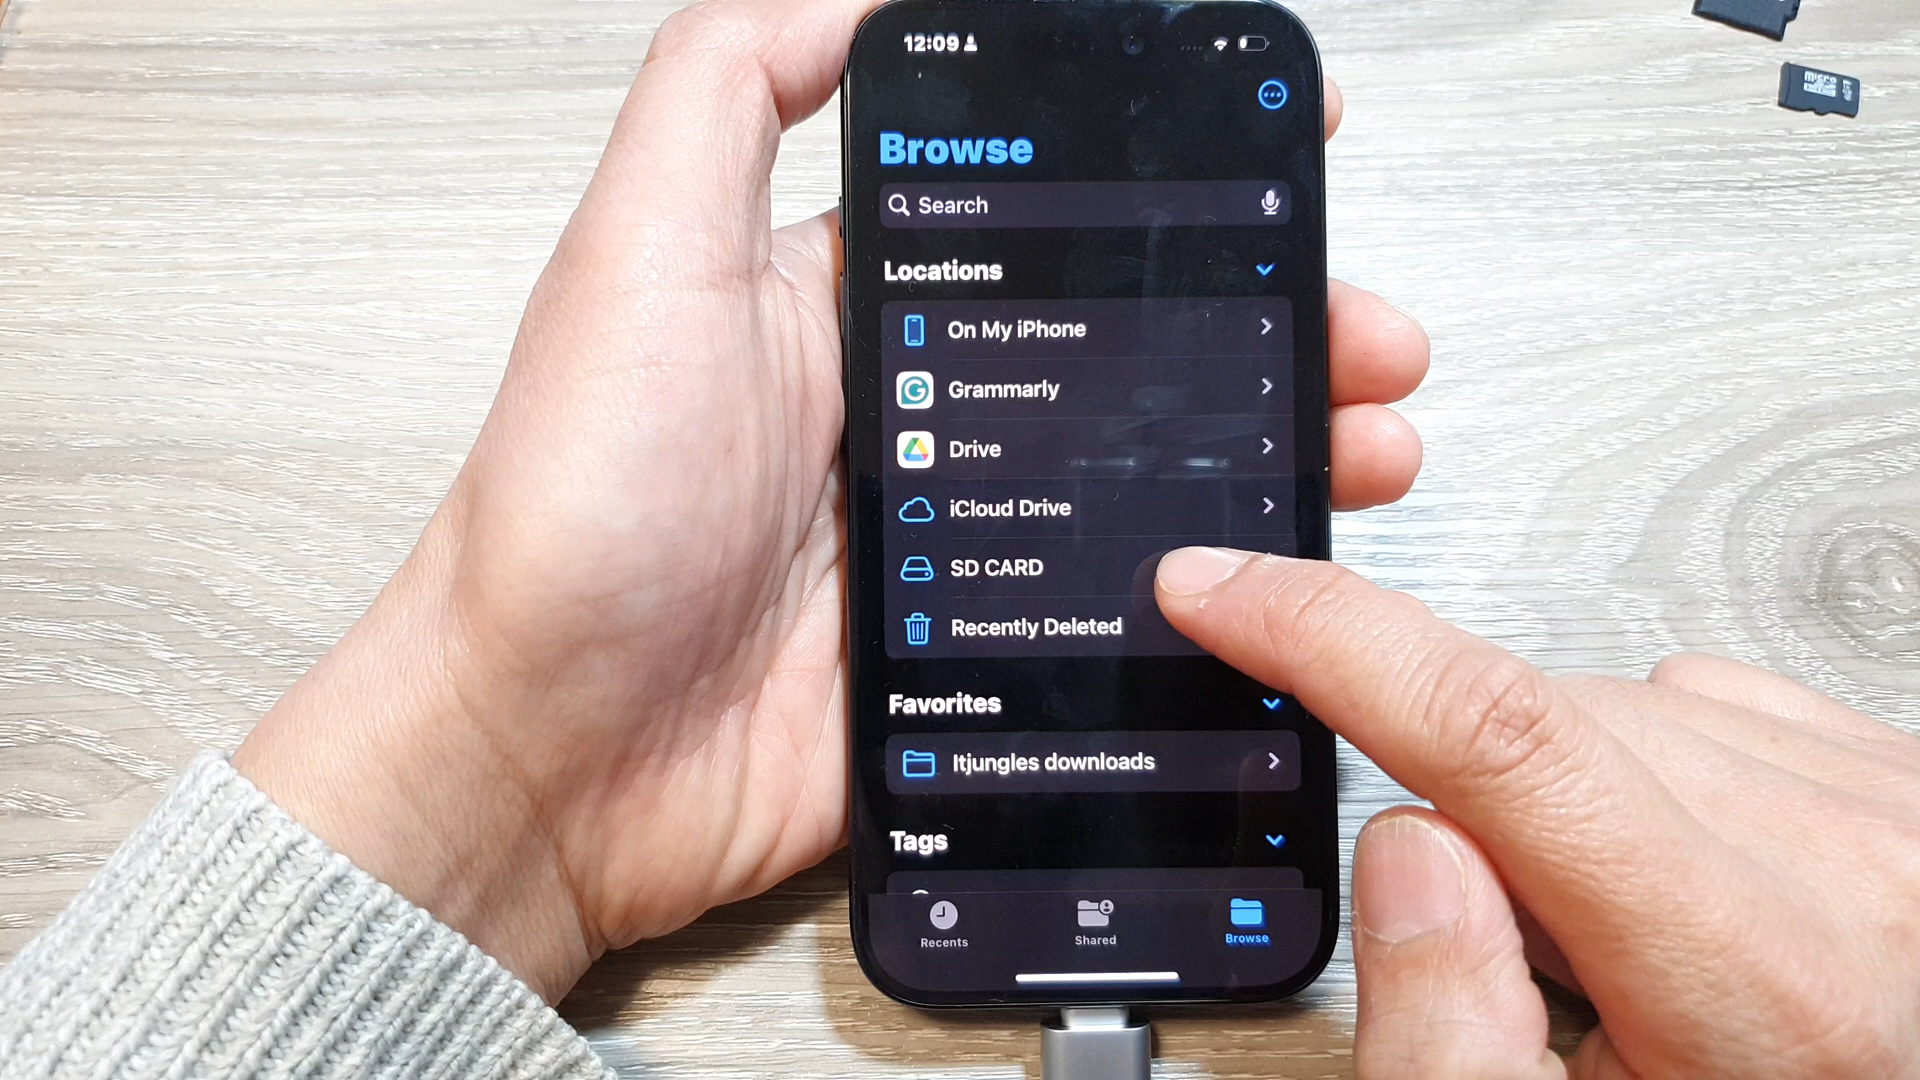 12:09
Browse
Search
Locations
On My iPhone
Grammarly
Drive
iCloud Drive
SD CARD
Recently Deleted
Favorites
Itjungles downloads
Tags
Recents
Shared
Browse
micro